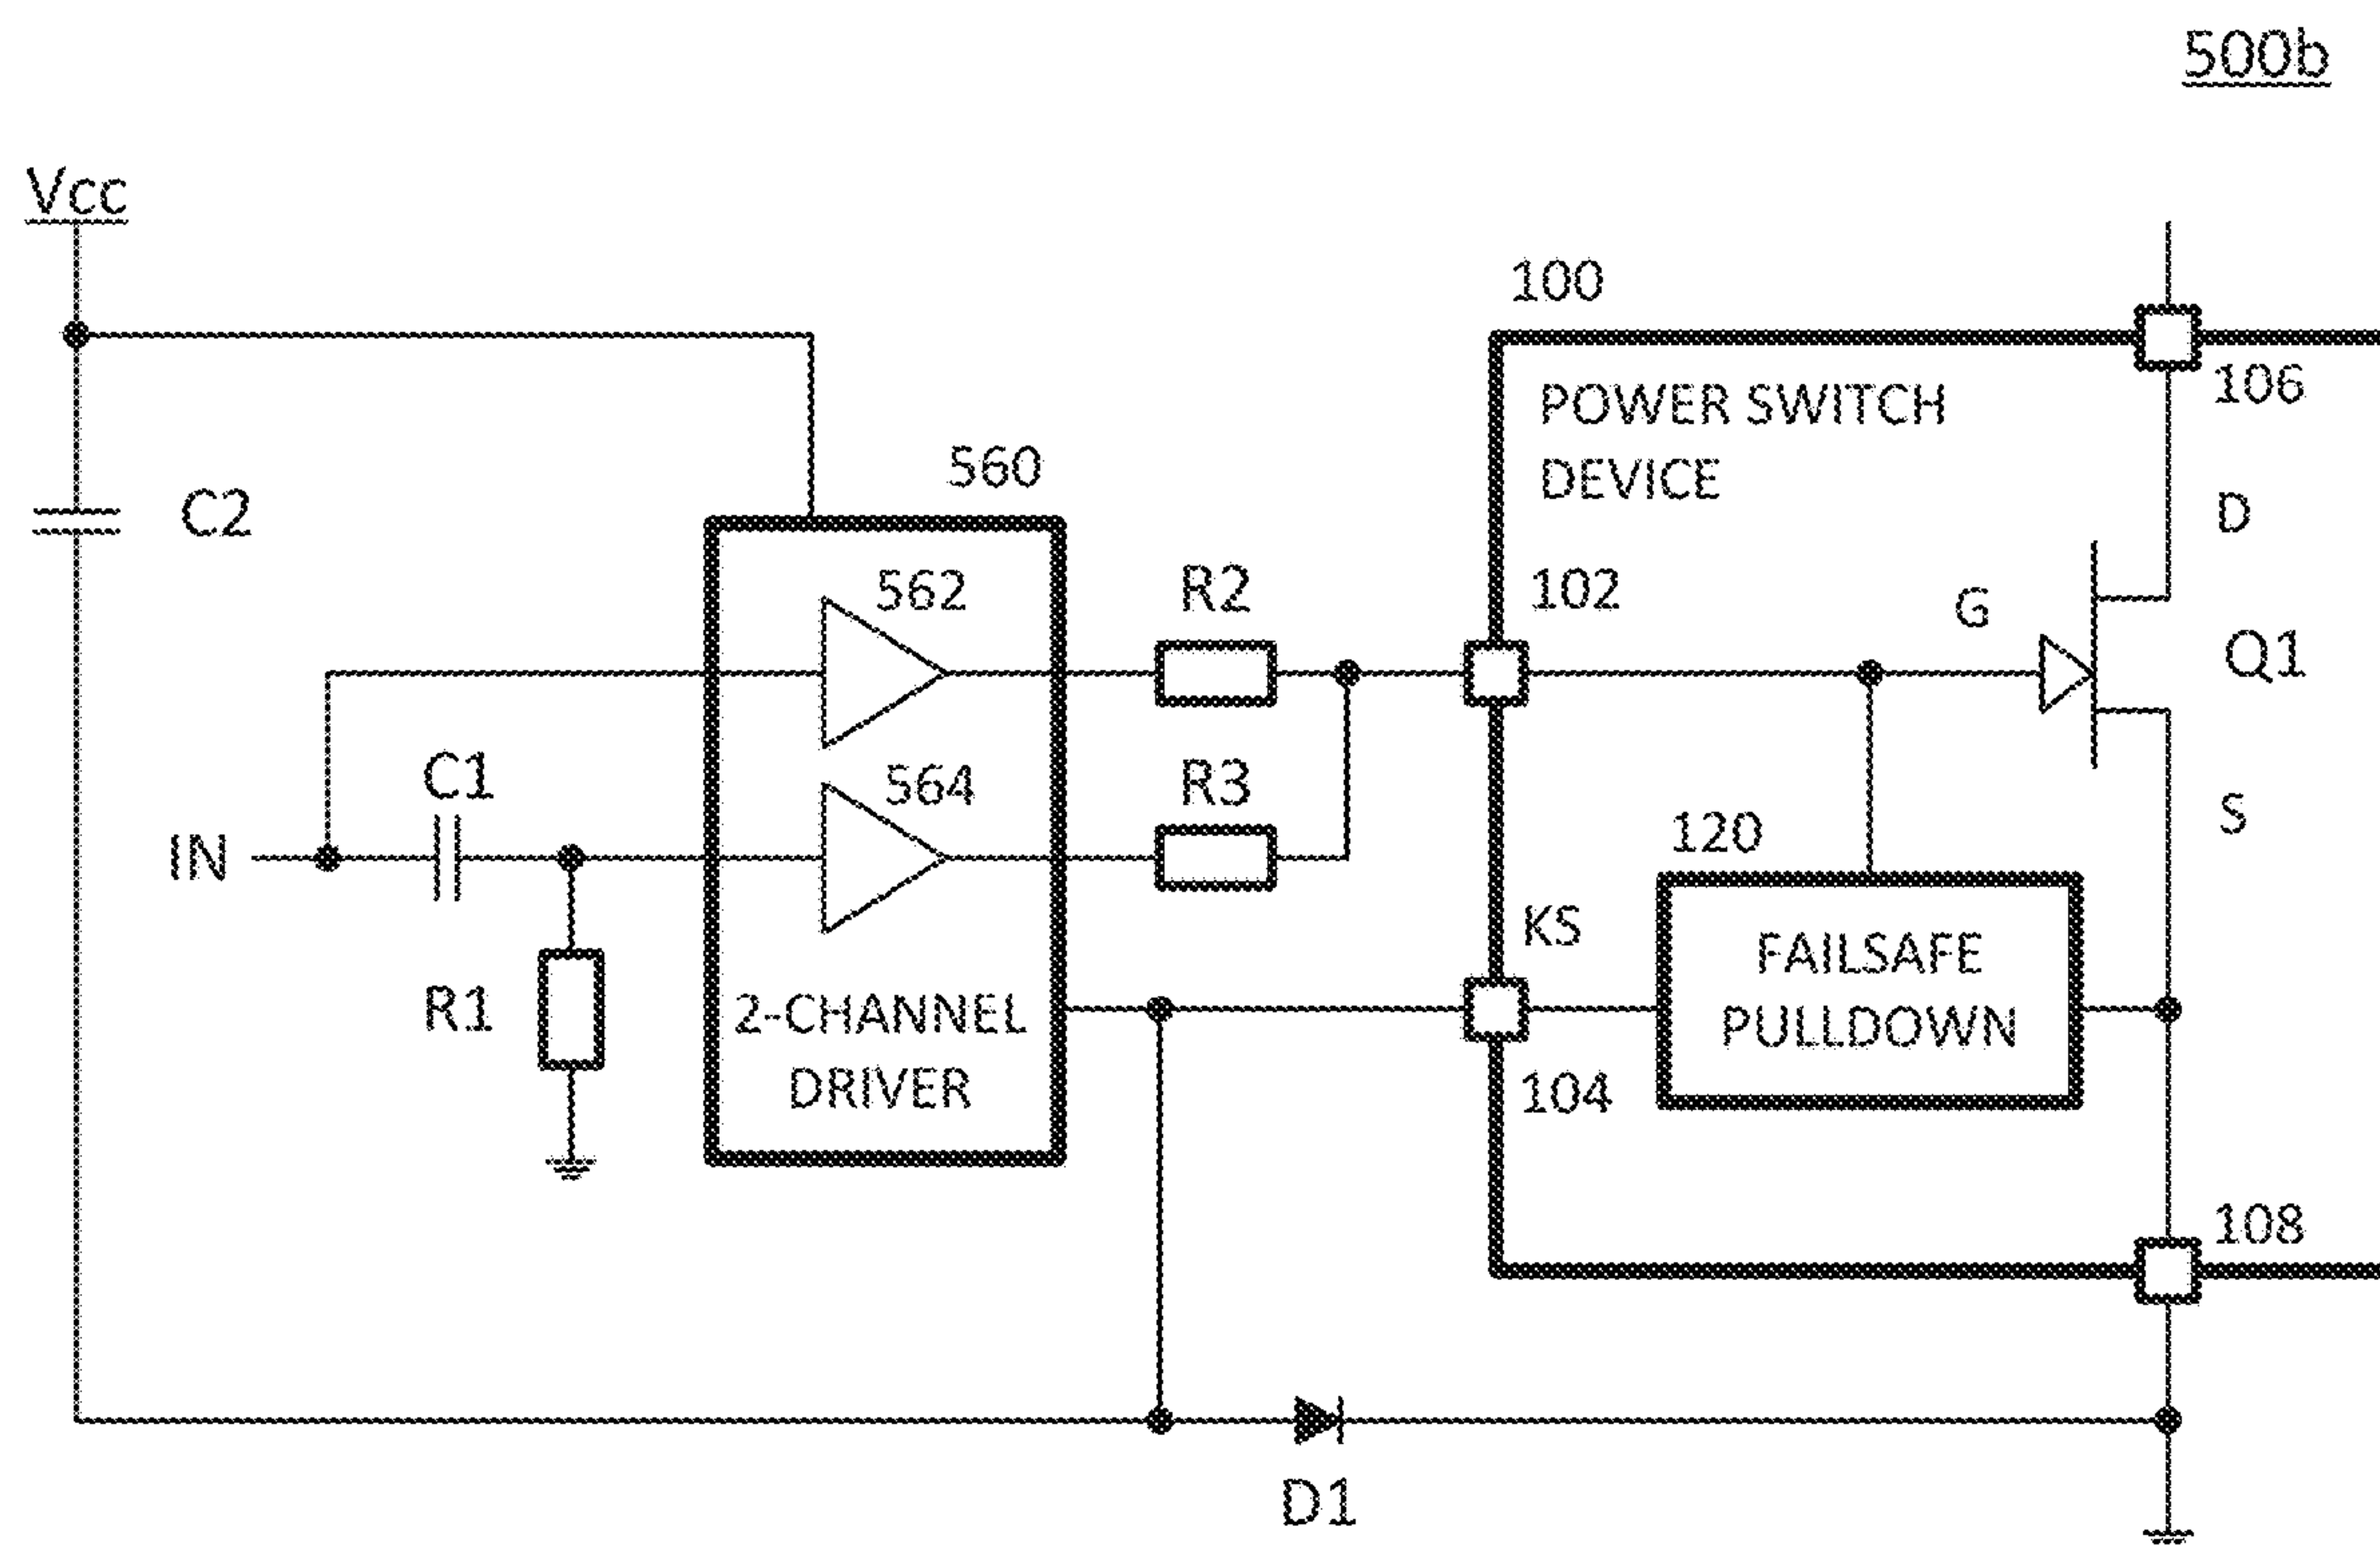 500b
Vcc
100
POWER SWITCH
DEVICE
106
560
C2
D
562
R2
102
G
Q1
C1
564
R3
120
S
IN
KS
FAILSAFE
PULLDOWN
R1
2-CHANNEL
DRIVER
104
108
D1